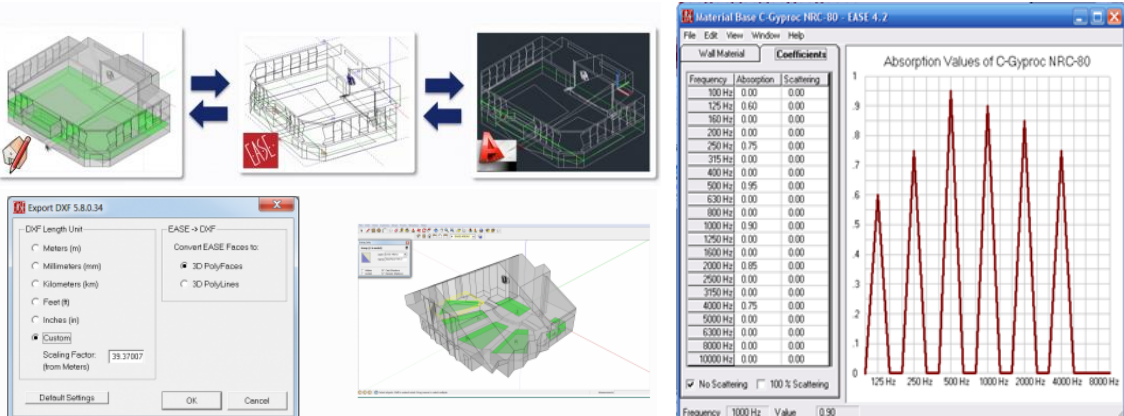 EASE
A
Export DXF 5.8.0.34
DXF Length Unit
Meters (m)
Millimeters (mm)
Kilometers (km)
Feet (ft)
Inches (in)
Custom
Scaling Factor: 39.37007
(from Meters)
Default Settings
EASE -> DXF
Convert EASE Faces to:
3D PolyFaces
3D PolyLines
OK
Cancel
Material Base C-Gyproc NRC-80 - EASE 4.2
File Edit View Window Help
Wall Material Coefficients
Frequency Absorption Scattering
100 Hz 0.00 0.00
125 Hz 0.60 0.00
160 Hz 0.00 0.00
200 Hz 0.00 0.00
250 Hz 0.75 0.00
315 Hz 0.00 0.00
400 Hz 0.00 0.00
500 Hz 0.95 0.00
630 Hz 0.00 0.00
800 Hz 0.00 0.00
1000 Hz 0.90 0.00
1250 Hz 0.00 0.00
1600 Hz 0.00 0.00
2000 Hz 0.85 0.00
2500 Hz 0.00 0.00
3150 Hz 0.00 0.00
4000 Hz 0.75 0.00
5000 Hz 0.00 0.00
6300 Hz 0.00 0.00
8000 Hz 0.00 0.00
10000 Hz 0.00 0.00
No Scattering 100 % Scattering
Frequency 1000 Hz Value 0.90
Absorption Values of C-Gyproc NRC-80
1
.9
.8
.7
.6
.5
.4
.3
.2
.1
0
125 Hz 250 Hz 500 Hz 1000 Hz 2000 Hz 4000 Hz 8000 Hz